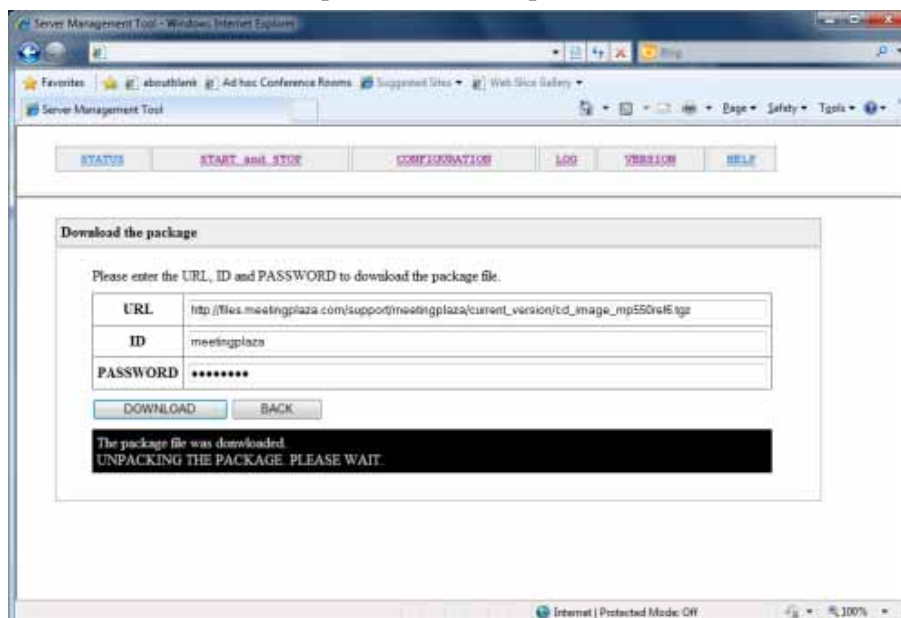 Server Management Tool - Windows Internet Explorer
Bing
Favorites about:blank Ad hoc Conference Rooms Suggested Sites Web Slice Gallery
Server Management Tool Page Safety Tools
STATUS START and STOP CONFIGURATION LOG VERSION HELP
Download the package
Please enter the URL, ID and PASSWORD to download the package file.
URL http://files.meetingplaza.com/support/meetingplaza/current_version/cd_image_mp550rel6.tgz
ID meetingplaza
PASSWORD ••••••••
DOWNLOAD BACK
The package file was donwloaded.
UNPACKING THE PACKAGE. PLEASE WAIT.
Internet | Protected Mode: Off 100%